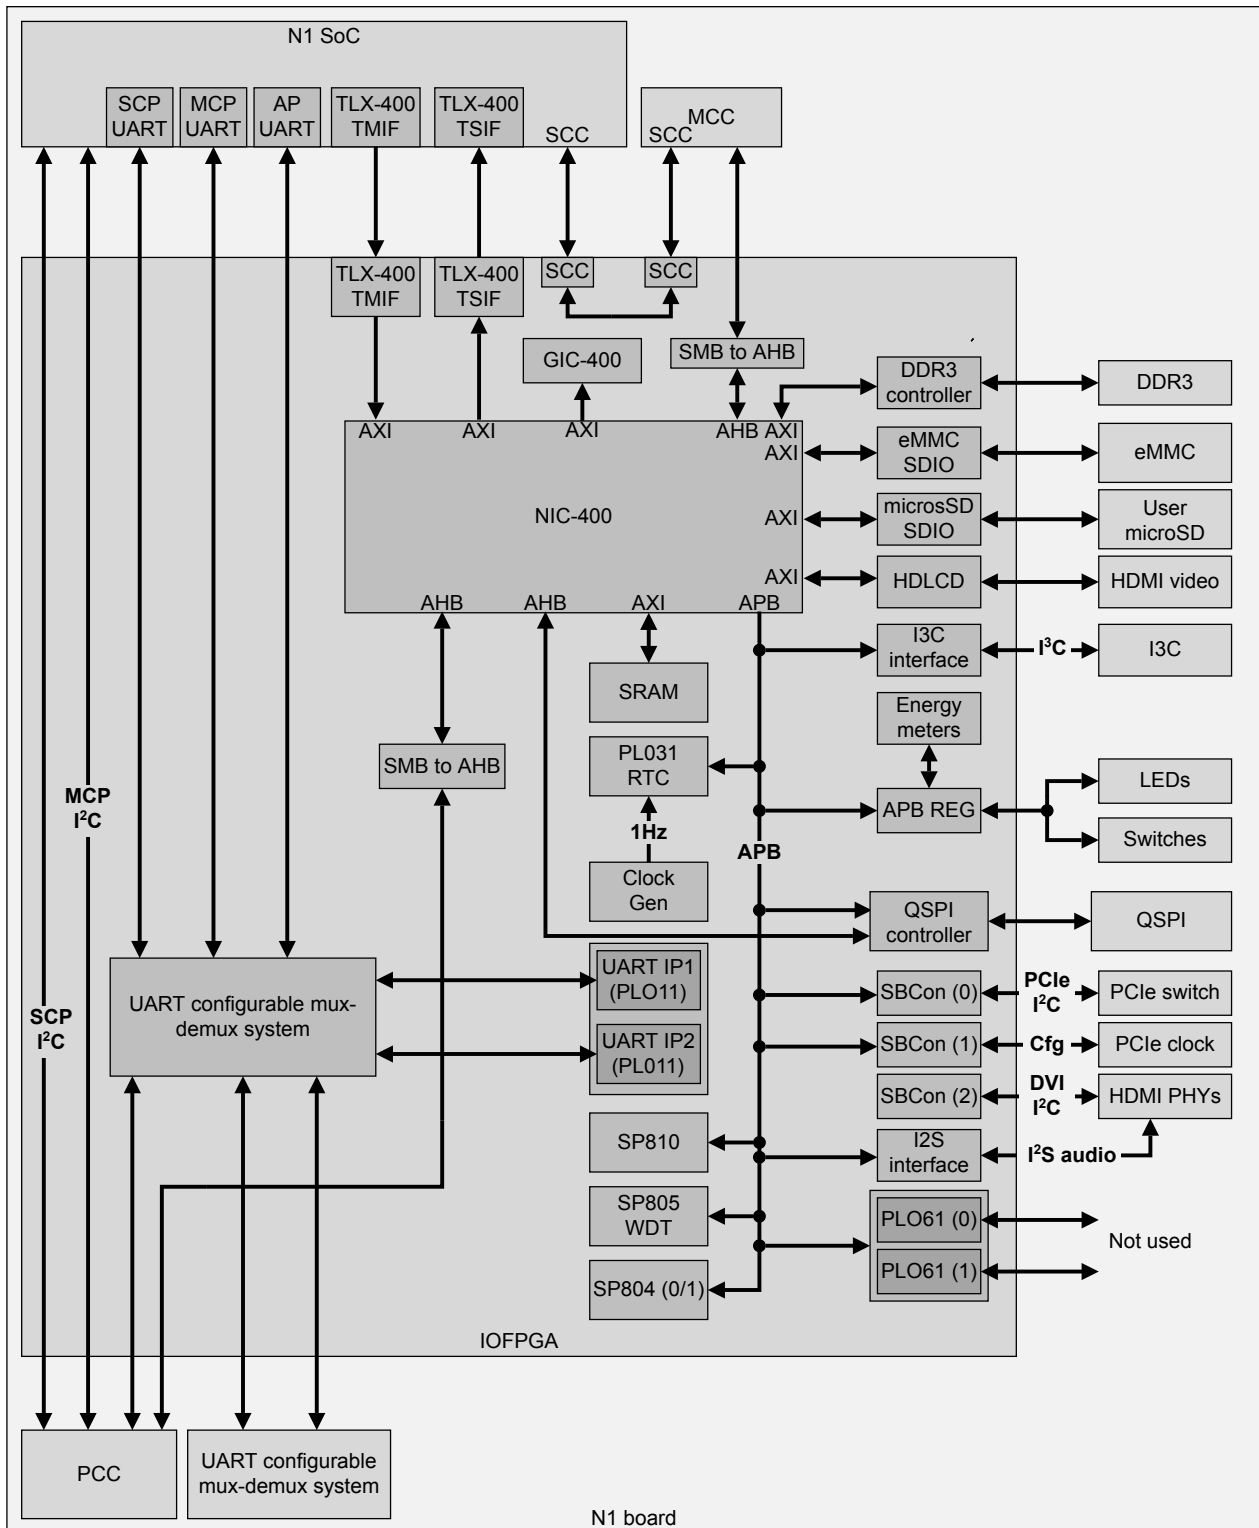 N1 SoC
SCP
UART
MCP
UART
AP
UART
TLX-400
TMIF
TLX-400
TSIF
SCC
MCC
SCC
TLX-400
TMIF
TLX-400
TSIF
SCC
SCC
GIC-400
SMB to AHB
DDR3
controller
DDR3
AXI
AXI
AXI
AHB
AXI
AXI
eMMC
SDIO
eMMC
NIC-400
AXI
microsSD
SDIO
User
microSD
AXI
HDLCD
HDMI video
AHB
AHB
AXI
APB
I3C
interface
I³C
I3C
SRAM
Energy
meters
SMB to AHB
PL031
RTC
MCP
I²C
1Hz
APB REG
LEDs
Switches
APB
Clock
Gen
QSPI
controller
QSPI
UART configurable mux-
demux system
UART IP1
(PLO11)
UART IP2
(PL011)
SCP
I²C
SBCon (0)
PCIe
I²C
PCIe switch
SBCon (1)
Cfg
PCIe clock
SBCon (2)
DVI
I²C
HDMI PHYs
SP810
I2S
interface
I²S audio
SP805
WDT
PLO61 (0)
PLO61 (1)
Not used
SP804 (0/1)
IOFPGA
PCC
UART configurable
mux-demux system
N1 board